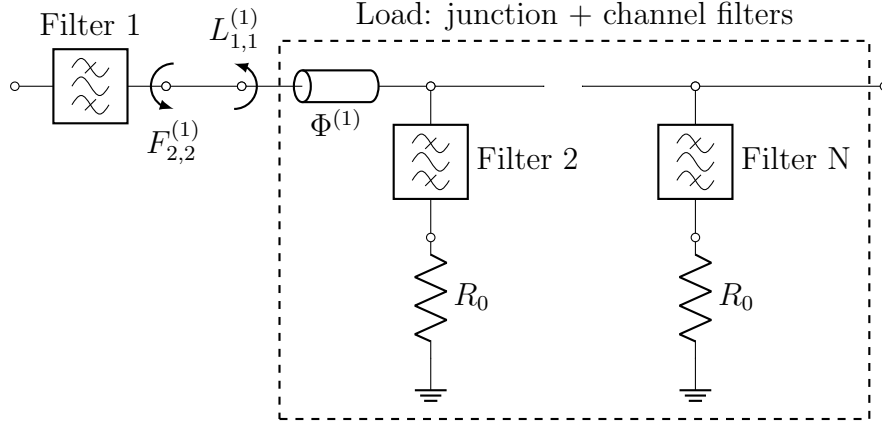 Load: junction + channel filters
Filter 1
L_{1,1}^{(1)}
F_{2,2}^{(1)}
Φ^{(1)}
Filter 2
Filter N
R_0
R_0